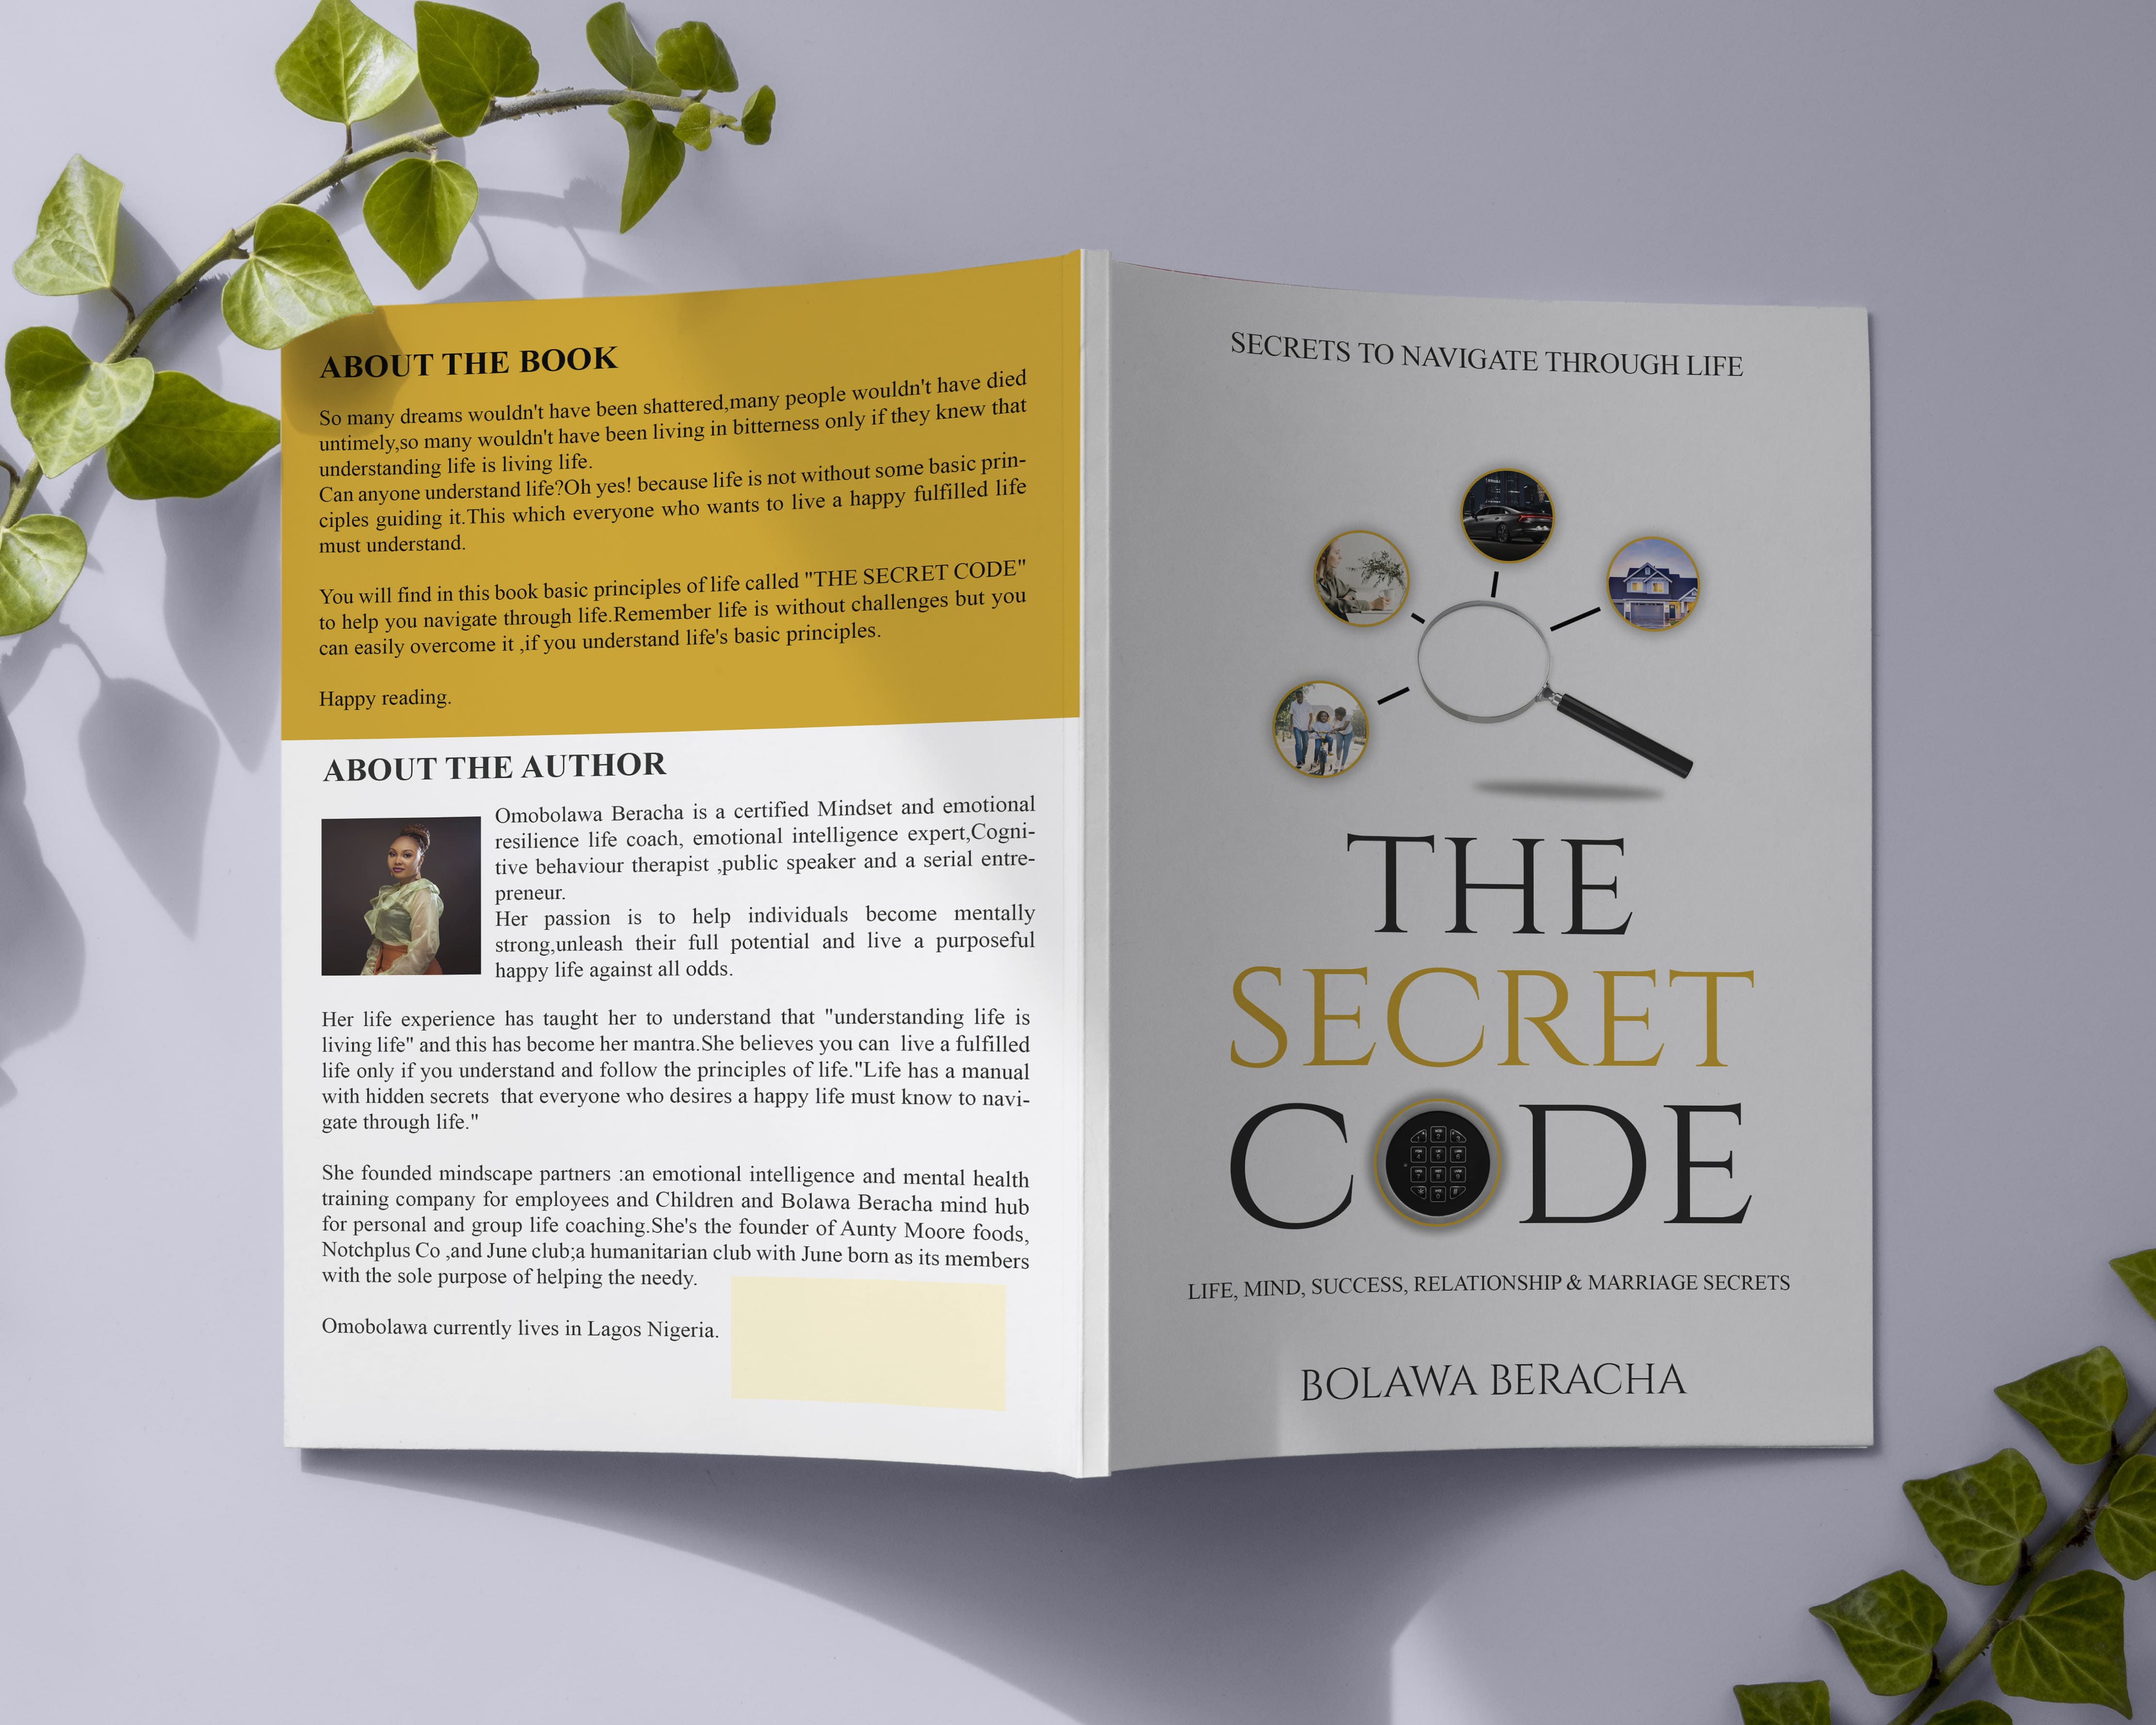 ABOUT THE BOOK
So many dreams wouldn't have been shattered,many people wouldn't have died
untimely,so many wouldn't have been living in bitterness only if they knew that
understanding life is living life.
Can anyone understand life?Oh yes! because life is not without some basic prin-
ciples guiding it.This which everyone who wants to live a happy fulfilled life
must understand.
You will find in this book basic principles of life called "THE SECRET CODE"
to help you navigate through life.Remember life is without challenges but you
can easily overcome it ,if you understand life's basic principles.
Happy reading.
ABOUT THE AUTHOR
Omobolawa Beracha is a certified Mindset and emotional
resilience life coach, emotional intelligence expert,Cogni-
tive behaviour therapist ,public speaker and a serial entre-
preneur.
Her passion is to help individuals become mentally
strong,unleash their full potential and live a purposeful
happy life against all odds.
Her life experience has taught her to understand that "understanding life is
living life" and this has become her mantra.She believes you can  live a fulfilled
life only if you understand and follow the principles of life."Life has a manual
with hidden secrets  that everyone who desires a happy life must know to navi-
gate through life."
She founded mindscape partners :an emotional intelligence and mental health
training company for employees and Children and Bolawa Beracha mind hub
for personal and group life coaching.She's the founder of Aunty Moore foods,
Notchplus Co ,and June club;a humanitarian club with June born as its members
with the sole purpose of helping the needy.
Omobolawa currently lives in Lagos Nigeria.
SECRETS TO NAVIGATE THROUGH LIFE
THE
SECRET
CODE
LIFE, MIND, SUCCESS, RELATIONSHIP & MARRIAGE SECRETS
BOLAWA BERACHA